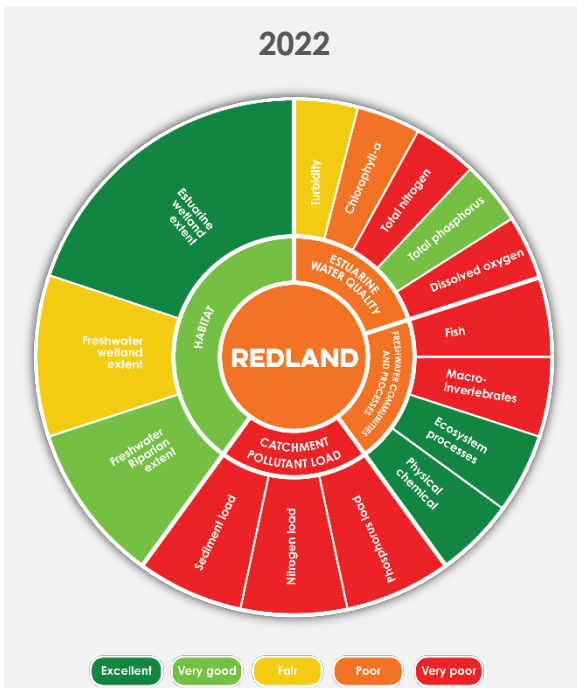 2022
Turbidity
Chlorophyll-a
Total nitrogen
Total phosphorus
Dissolved oxygen
Fish
Macro-
Invertebrates
Ecosystem
processes
Physical
chemical
Phosphorus load
Nitrogen load
Sediment load
Freshwater
Riparian
extent
Freshwater
wetland
extent
Estuarine
wetland
extent
HABITAT
ESTUARINE
WATER QUALITY
FRESHWATER COMMUNITIES
AND PROCESSES
CATCHMENT
POLLUTANT LOAD
REDLAND
Excellent
Very good
Fair
Poor
Very poor